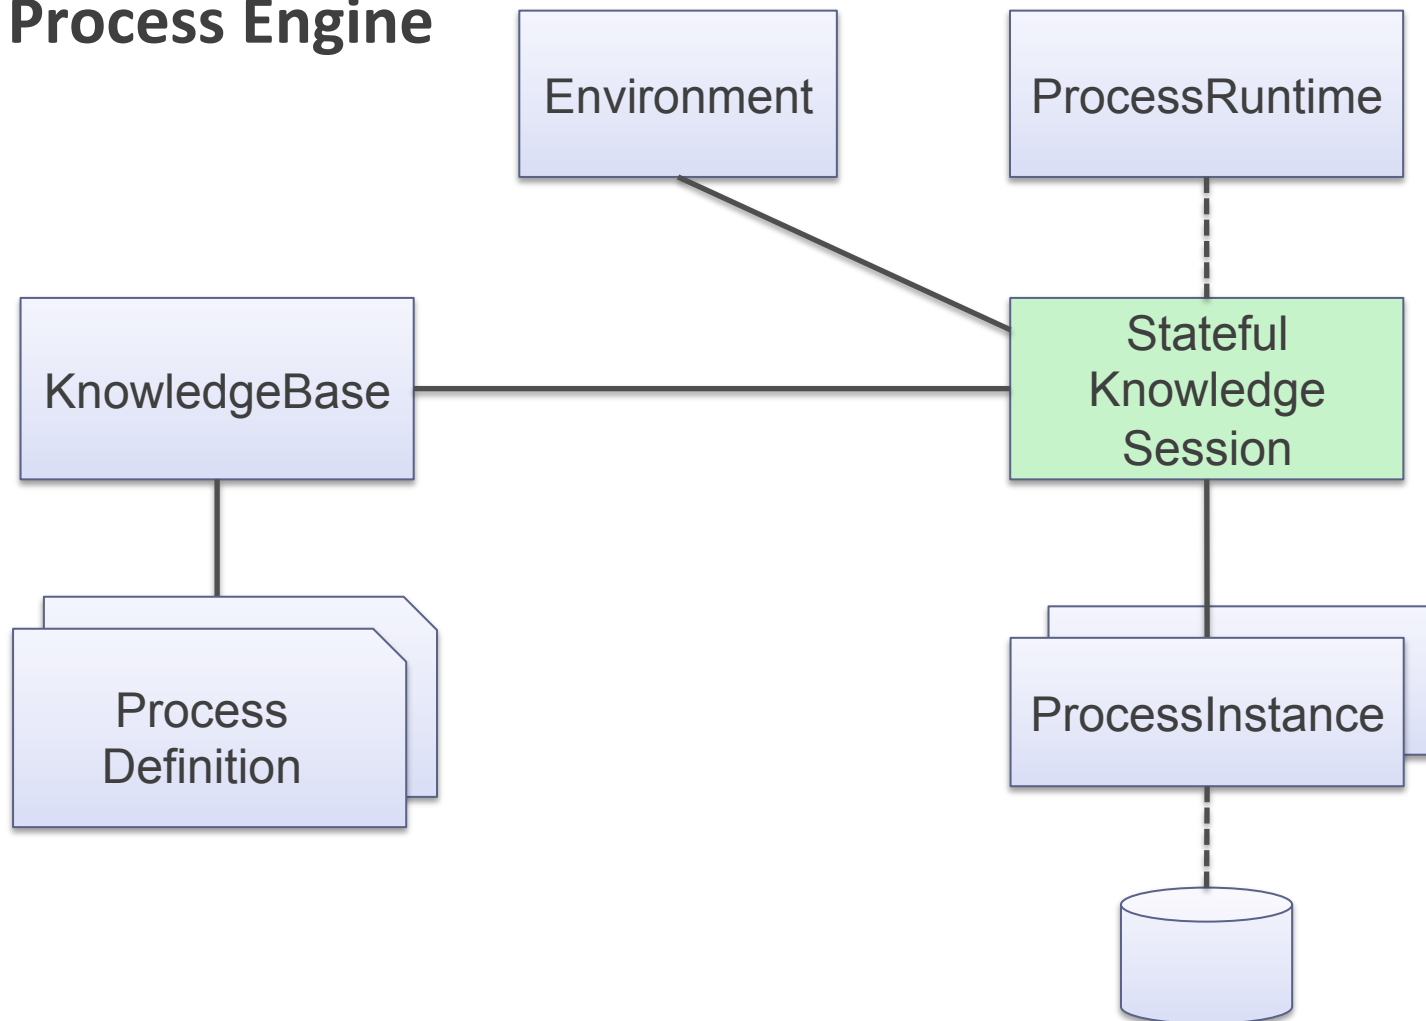 Process Engine
Environment
ProcessRuntime
KnowledgeBase
Stateful
Knowledge
Session
Process
Definition
ProcessInstance